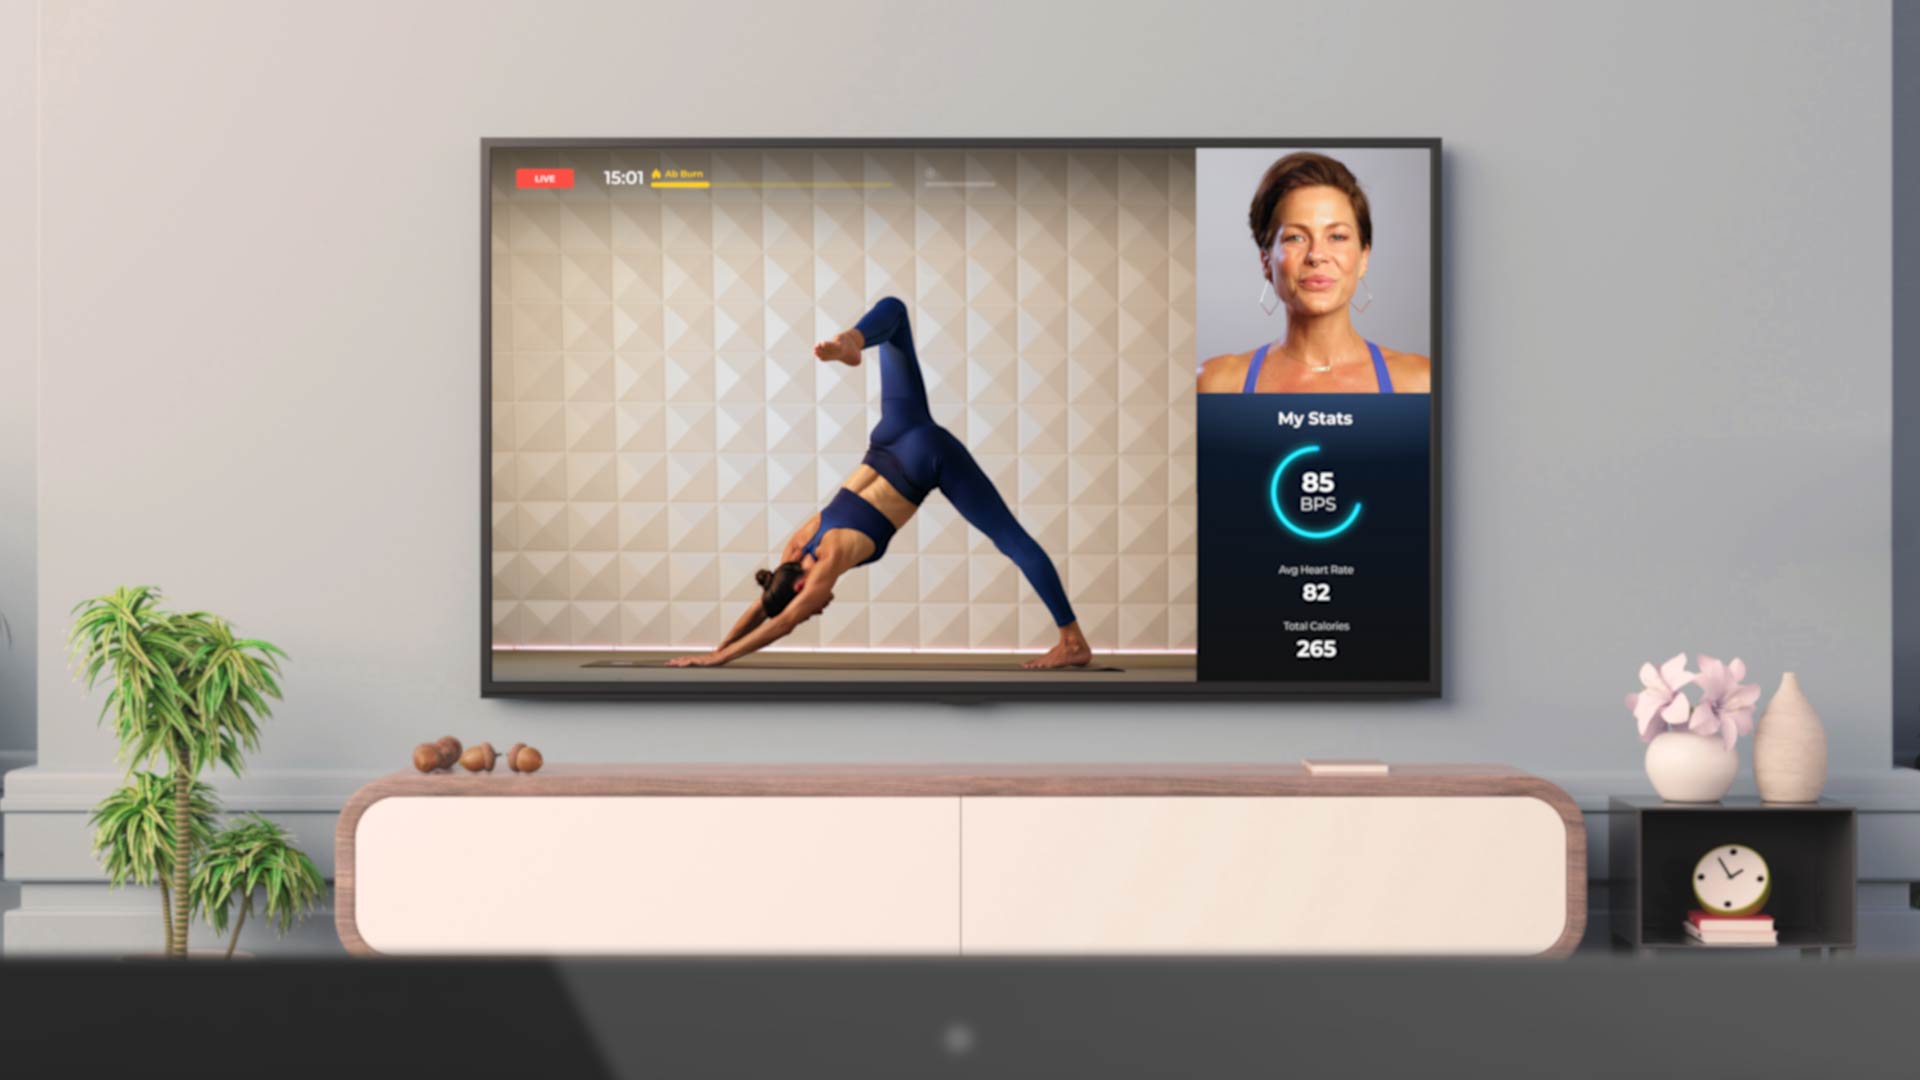 LIVE
15:01
Ab Burn
My Stats
85
BPS
Avg Heart Rate
82
Total Calories
265